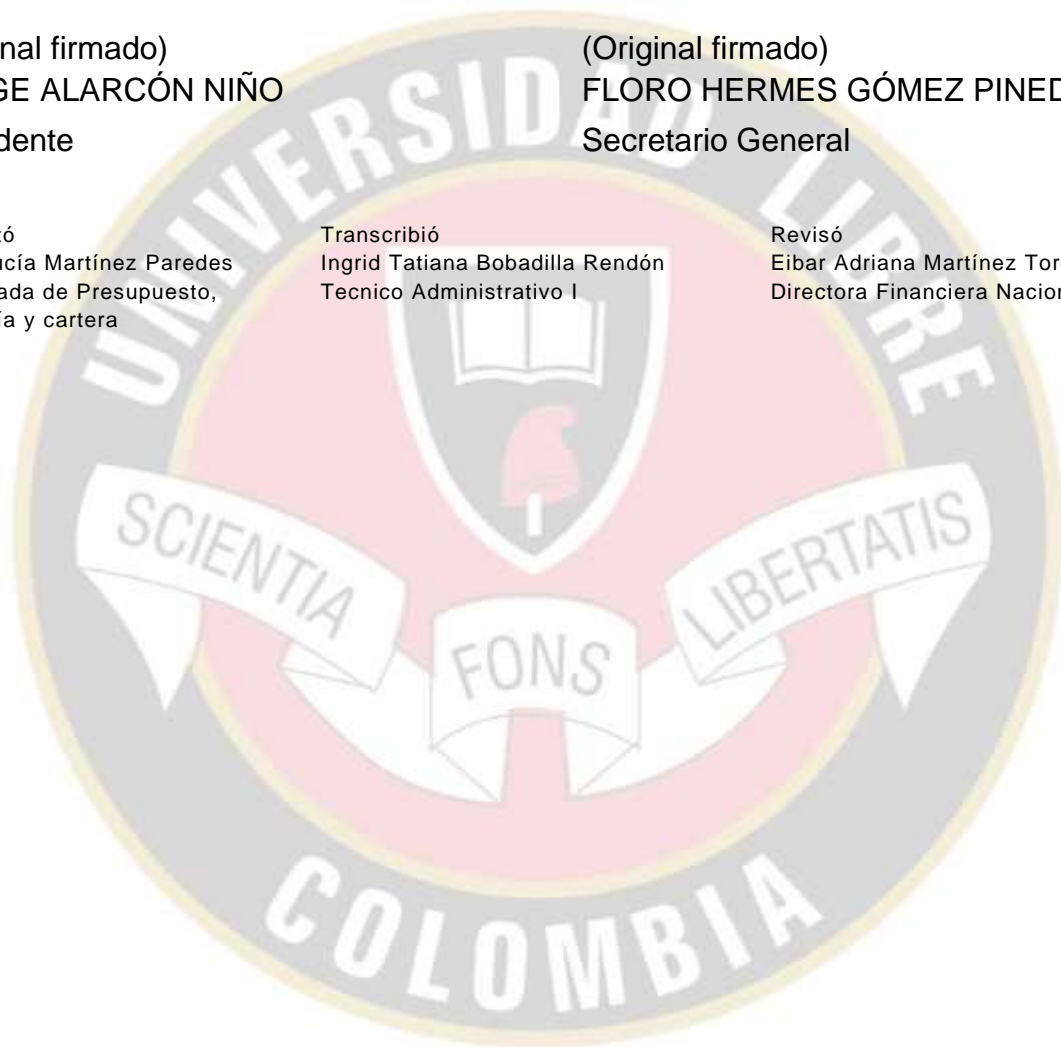 nal firmado)
GE ALARCÓN NIÑO
dente
(Original firmado)
FLORO HERMES GÓMEZ PINED
Secretario General
tó
ucía Martínez Paredes
ada de Presupuesto,
ía y cartera
Transcribió
Ingrid Tatiana Bobadilla Rendón
Tecnico Administrativo I
Revisó
Eibar Adriana Martínez Tor
Directora Financiera Nacion
UNIVERSIDAD LIBRE
SCIENTIA
FONS
LIBERTATIS
COLOMBIA